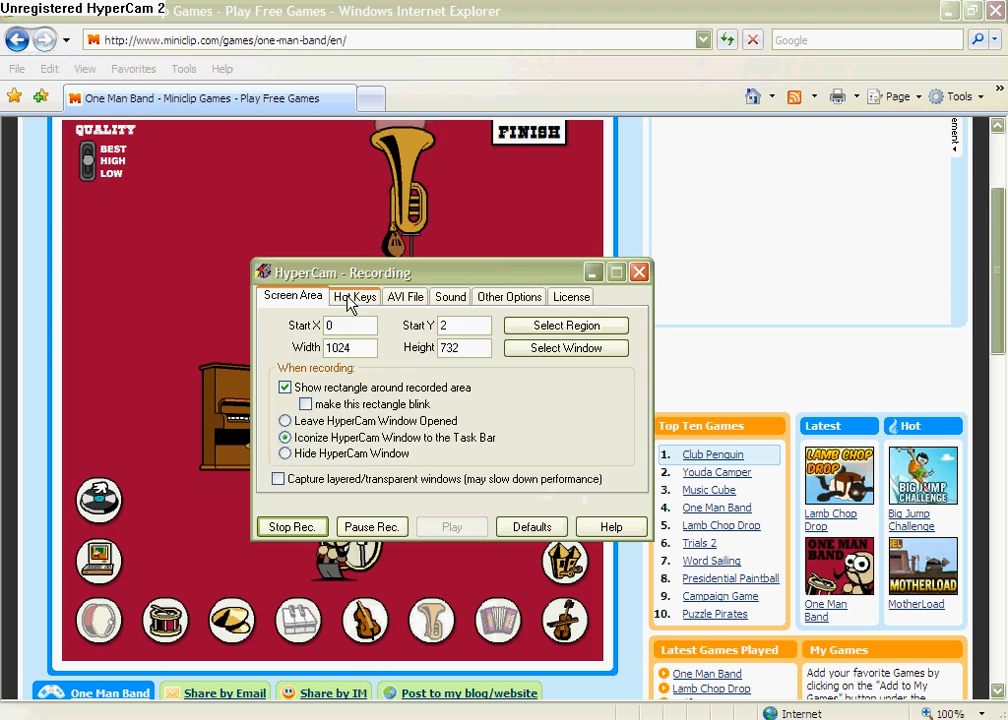 Unregistered HyperCam 2
Games - Play Free Games - Windows Internet Explorer
http://www.miniclip.com/games/one-man-band/en/
Google
File Edit View Favorites Tools Help
One Man Band - Miniclip Games - Play Free Games
Page Tools
QUALITY
BEST
HIGH
LOW
FINISH
ement
HyperCam - Recording
Screen Area Hot Keys AVI File Sound Other Options License
Start X 0 Start Y 2 Select Region
Width 1024 Height 732 Select Window
When recording:
Show rectangle around recorded area
make this rectangle blink
Leave HyperCam Window Opened
Iconize HyperCam Window to the Task Bar
Hide HyperCam Window
Capture layered/transparent windows (may slow down performance)
Stop Rec. Pause Rec. Play Defaults Help
Top Ten Games
1. Club Penguin
2. Youda Camper
3. Music Cube
4. One Man Band
5. Lamb Chop Drop
6. Trials 2
7. Word Sailing
8. Presidential Paintball
9. Campaign Game
10. Puzzle Pirates
Latest Hot
LAMB CHOP
DROP
Lamb Chop
Drop
BIG JUMP
CHALLENGE
Big Jump
Challenge
ONE MAN
BAND
One Man
Band
MOTHERLOAD
MotherLoad
Latest Games Played
One Man Band
Lamb Chop Drop
My Games
Add your favorite Games by
clicking on the "Add to My
Games" button under the
One Man Band Share by Email Share by IM Post to my blog/website
Internet 100%